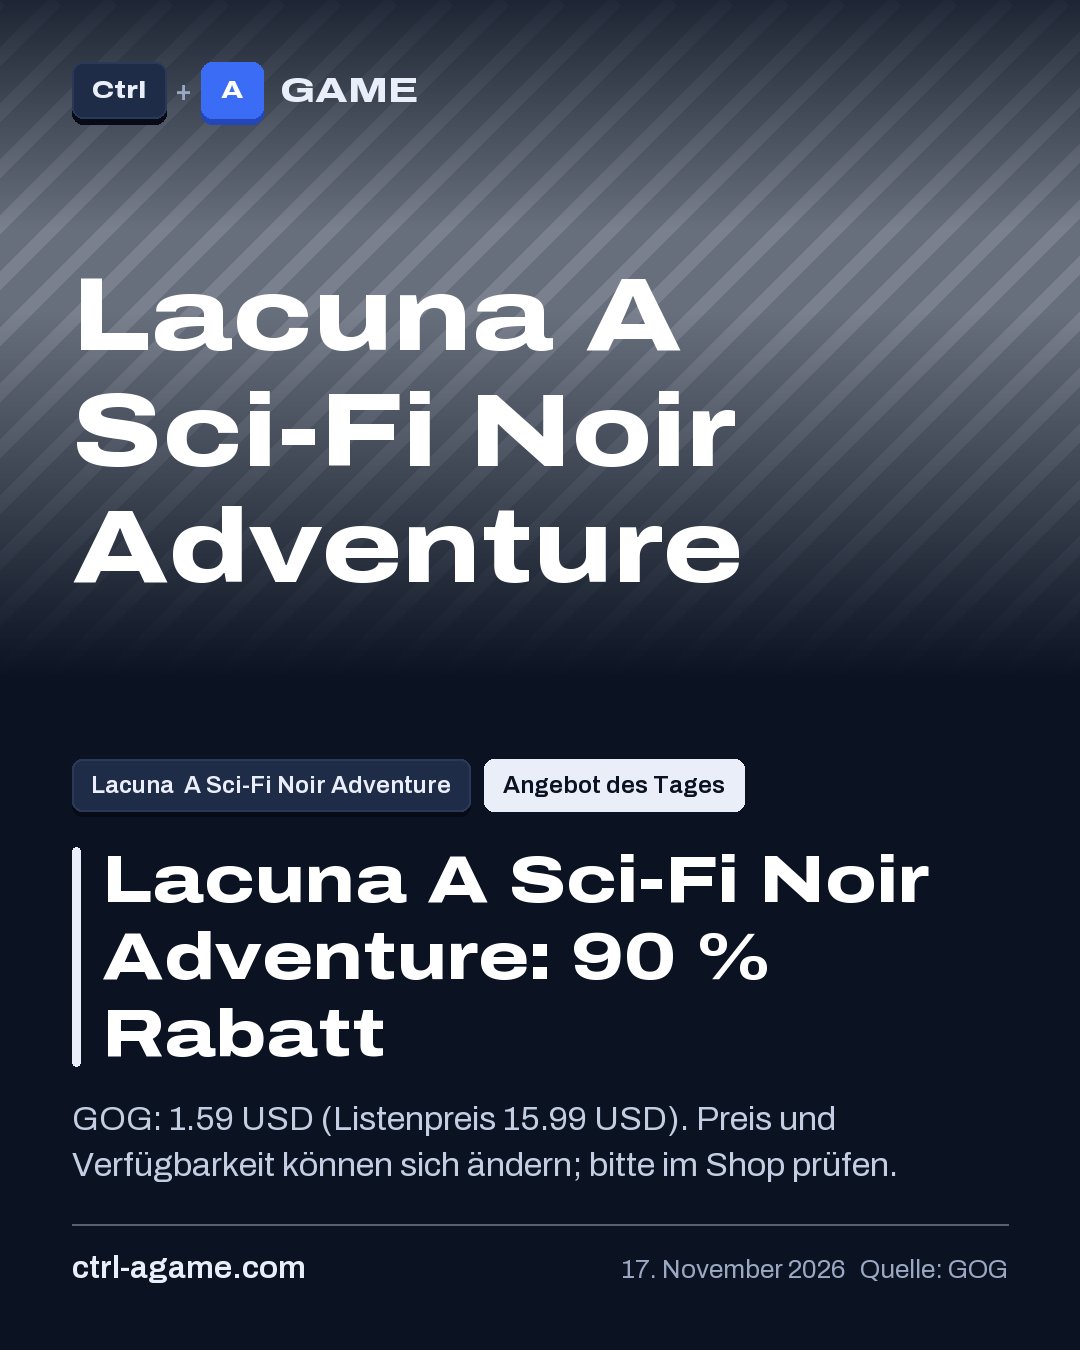 Ctrl + A GAME
Lacuna A
Sci-Fi Noir
Adventure
Lacuna  A Sci-Fi Noir Adventure
Angebot des Tages
Lacuna A Sci-Fi Noir
Adventure: 90 %
Rabatt
GOG: 1.59 USD (Listenpreis 15.99 USD). Preis und
Verfügbarkeit können sich ändern; bitte im Shop prüfen.
ctrl-agame.com
17. November 2026  Quelle: GOG